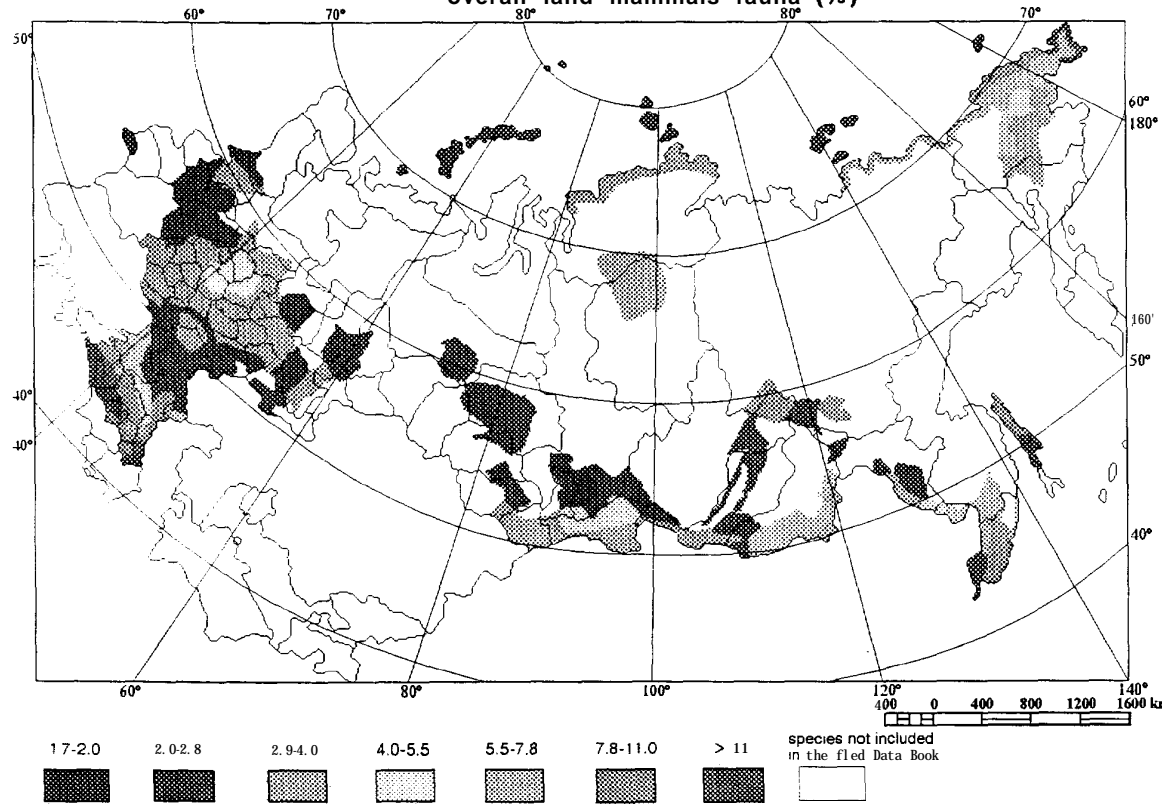 overall land mammals fauna (%)
60° 70° 80° 80° 70°
50°
60°
180°
160'
50°
40°
40°
40°
60° 80° 100° 120° 140°
400 0 400 800 1200 1600 km
17-2.0 2.0-2.8 2.9-4.0 4.0-5.5 5.5-7.8 7.8-11.0 > 11 species not included
in the fled Data Book